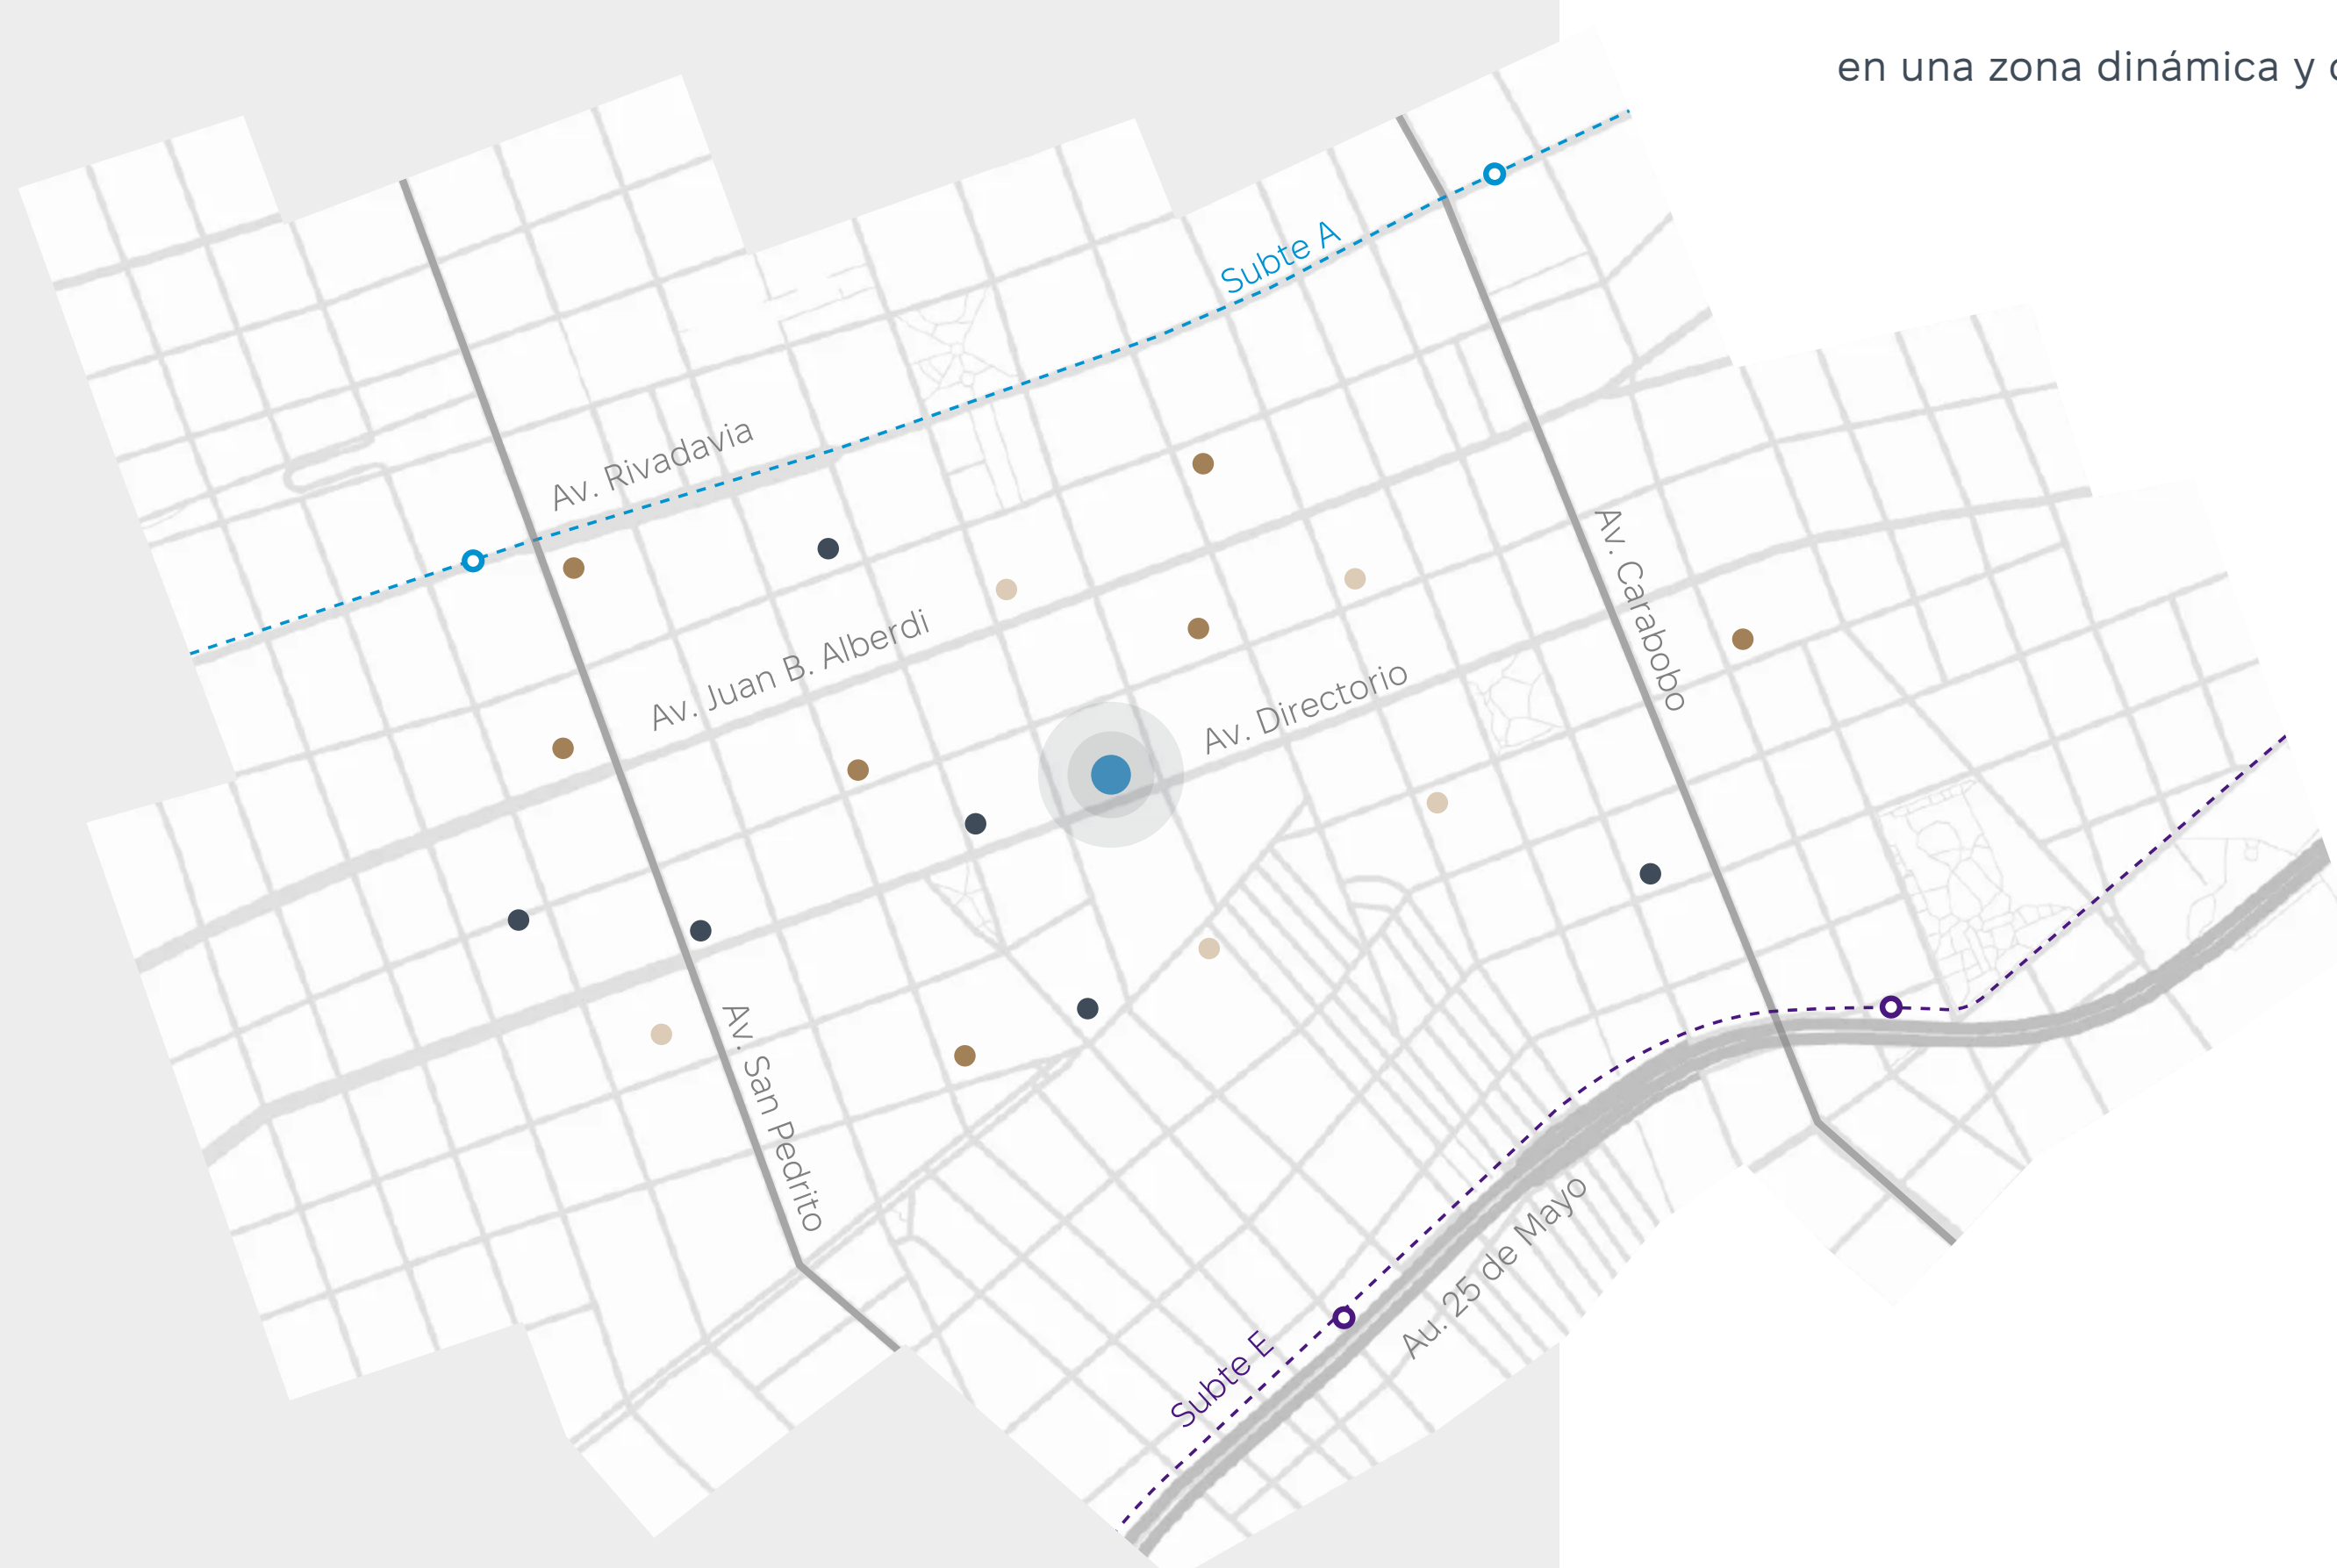 en una zona dinámica y
Subte A
Av. Rivadavia
Av. Juan B. Alberdi
Av. Directorio
Av. Carabobo
Av. San Pedrito
Au. 25 de Mayo
Subte E